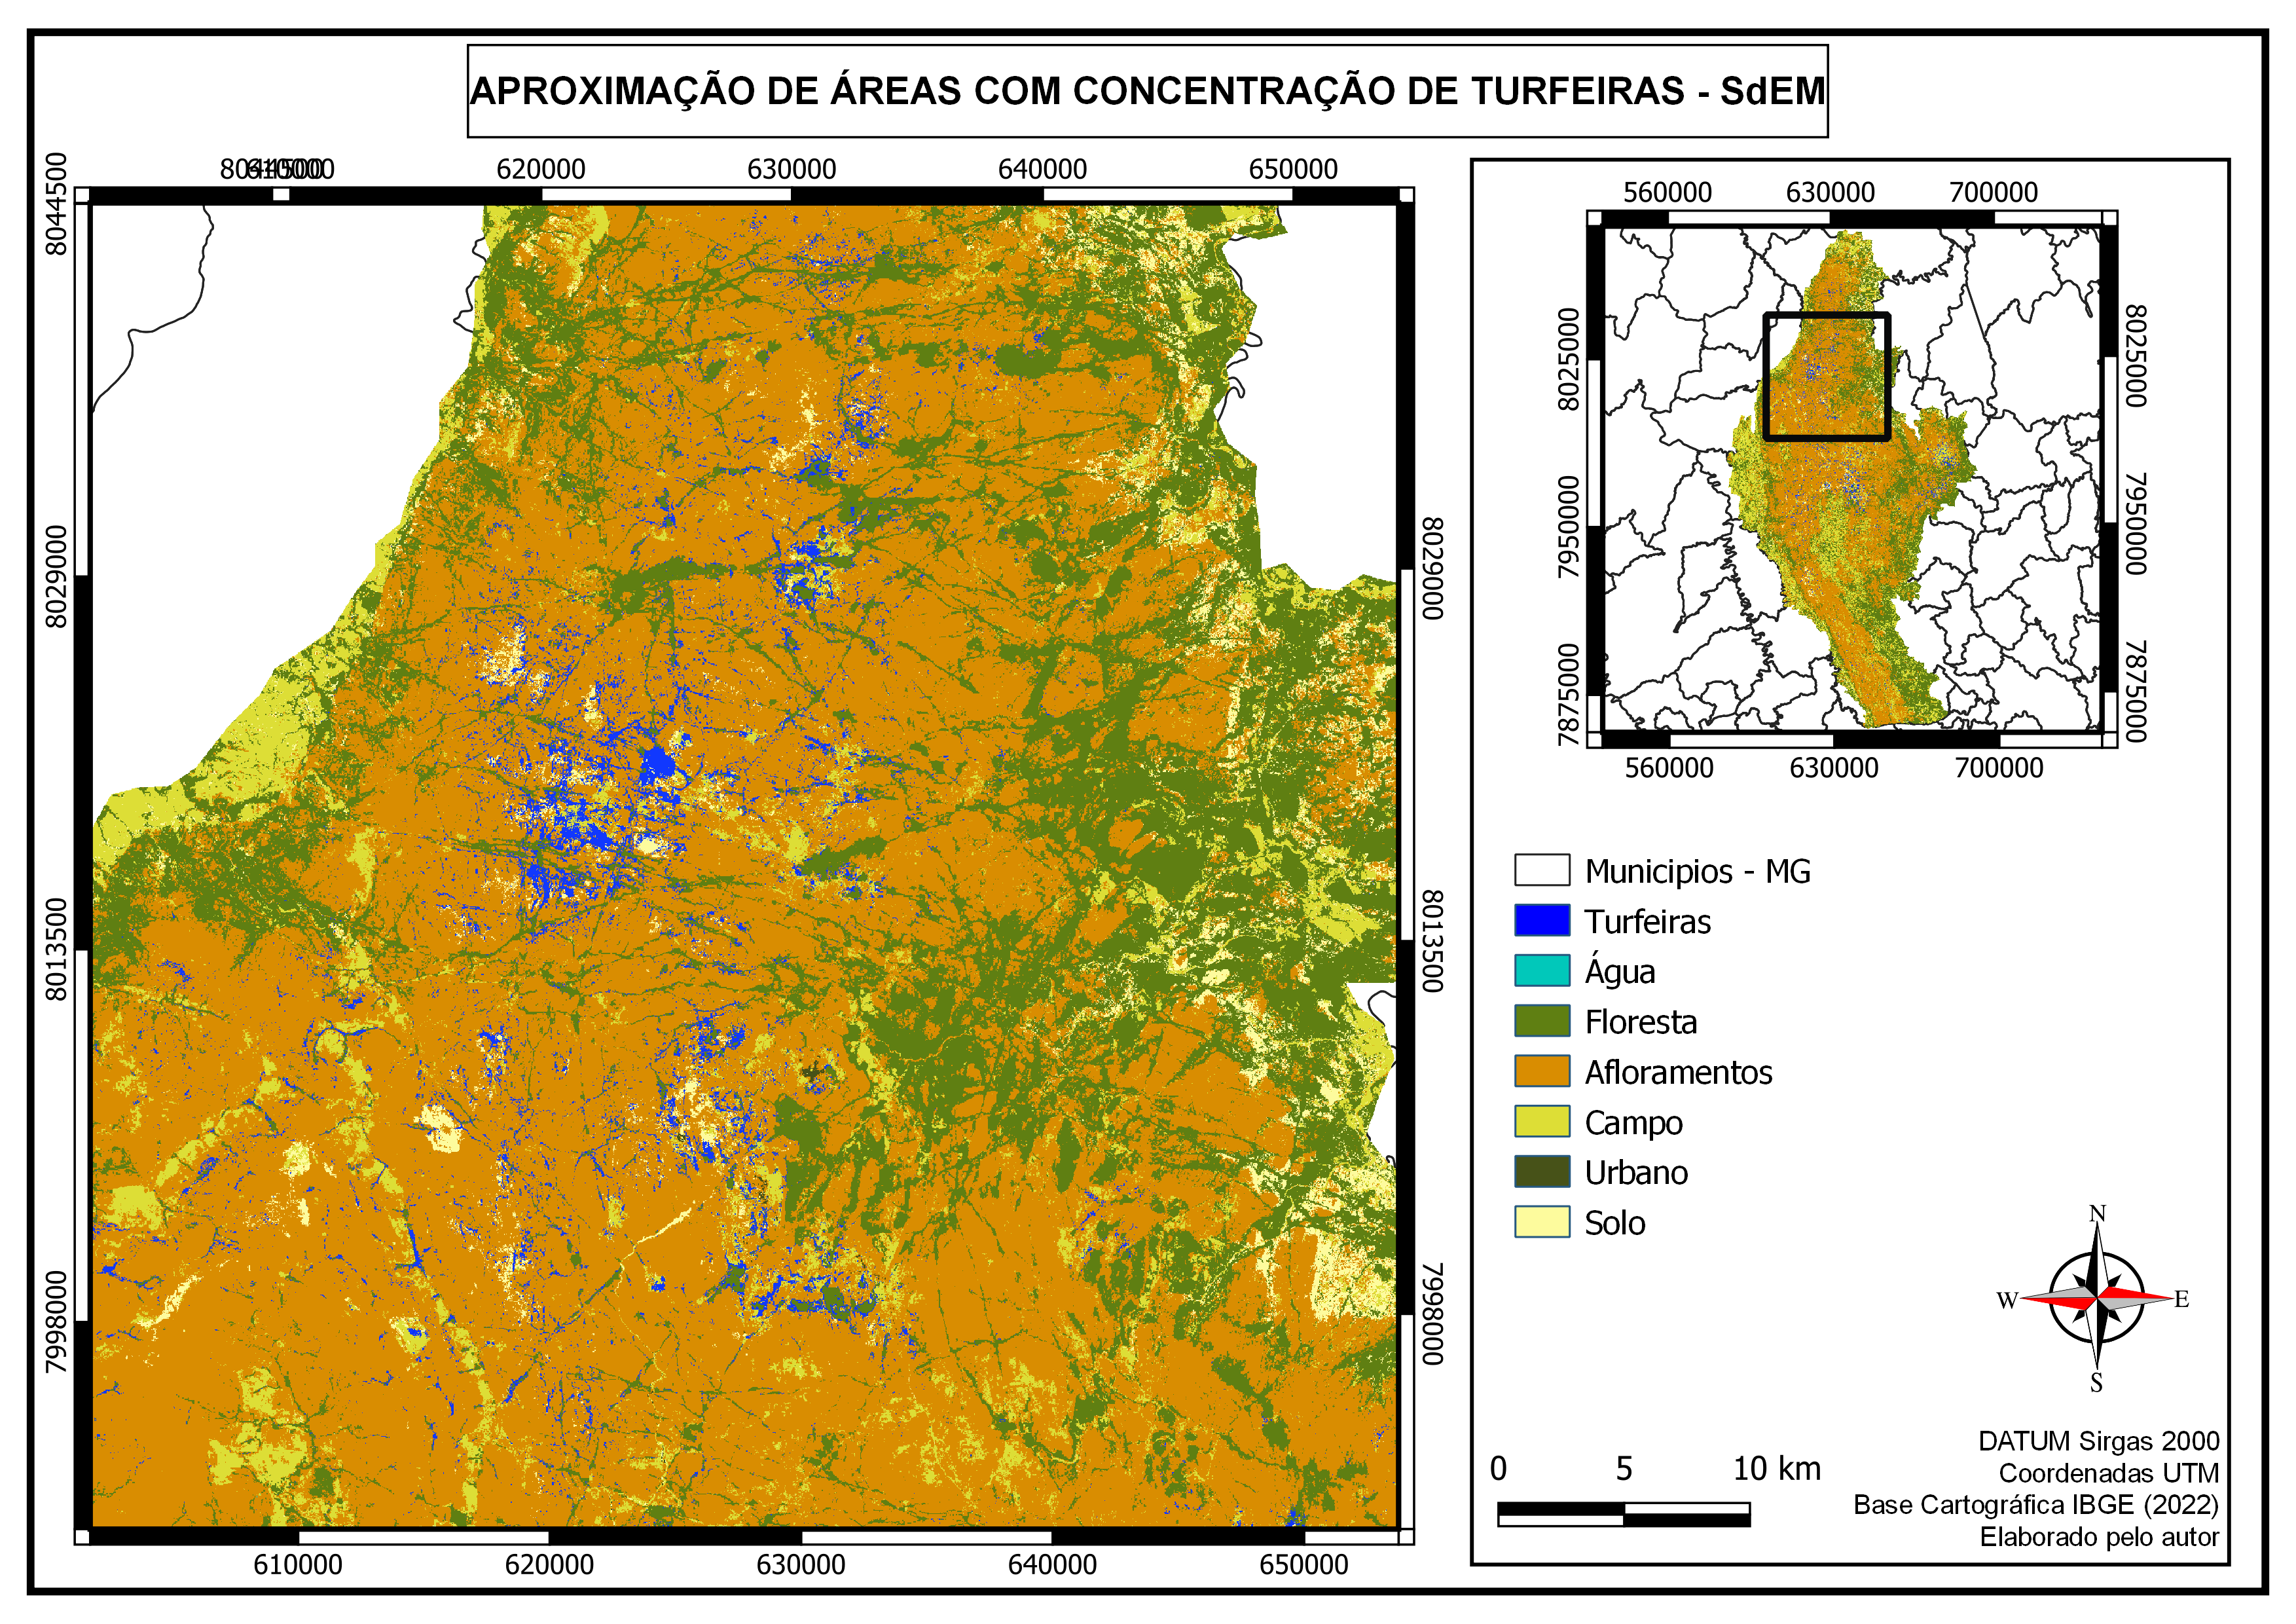 APROXIMAÇÃO DE ÁREAS COM CONCENTRAÇÃO DE TURFEIRAS - SdEM
8044500 610000 620000 630000 640000 650000
8044500
8029000
8013500
7998000
8029000
8013500
7998000
610000 620000 630000 640000 650000
560000 630000 700000
8025000
7950000
7875000
8025000
7950000
7875000
560000 630000 700000
Municipios - MG
Turfeiras
Água
Floresta
Afloramentos
Campo
Urbano
Solo
N
W E
S
0 5 10 km
DATUM Sirgas 2000
Coordenadas UTM
Base Cartográfica IBGE (2022)
Elaborado pelo autor